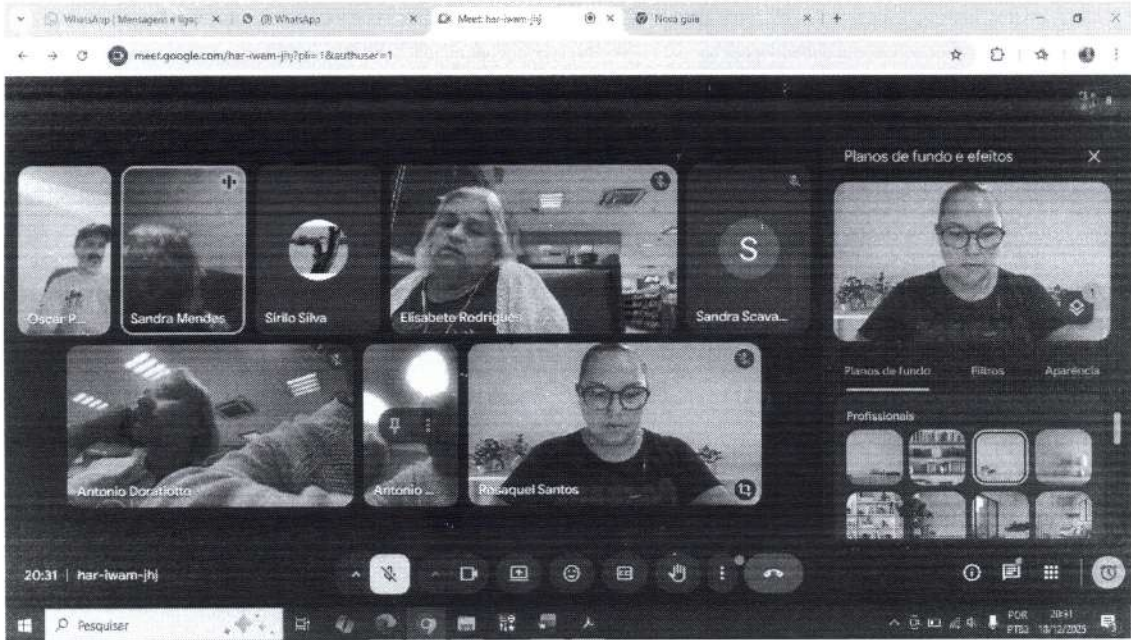 WhatsApp | Mensagem e ligaç
(3) WhatsApp
Meet: har-iwam-jhj
Nova guia
meet.google.com/har-iwam-jhj?pli=1&authuser=1
Planos de fundo e efeitos
Oscar P...
Sandra Mendes
Sirilo Silva
Elisabete Rodrigues
S
Sandra Scava...
Planos de fundo
Filtros
Aparência
Profissionais
Antonio Doratiotto
Antonio ...
Rosaquel Santos
20:31 | har-iwam-jhj
Pesquisar
POR
PTB2
20:31
18/12/2025